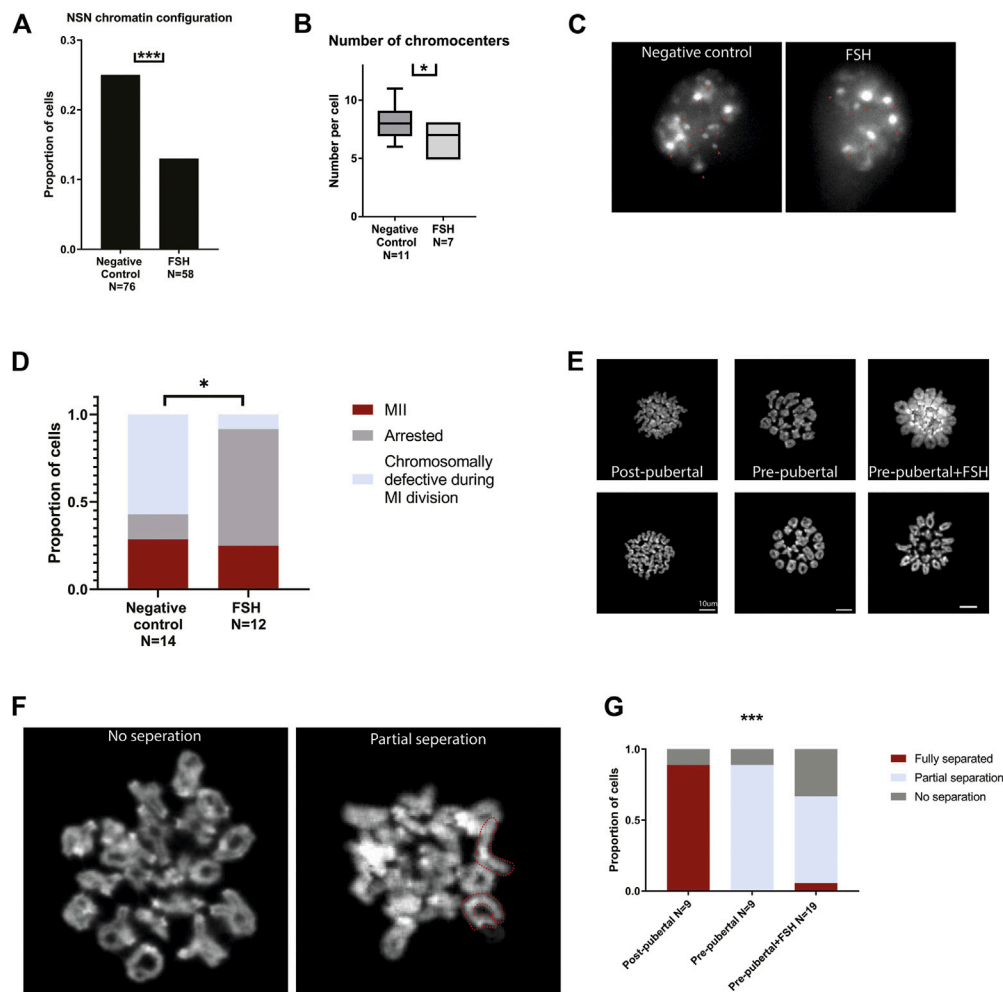 A
NSN chromatin configuration
0.3
0.2
0.1
0.0
Proportion of cells
***
Negative
Control
N=76
FSH
N=58
B
Number of chromocenters
*
10
5
0
Number per cell
Negative
Control
N=11
FSH
N=7
C
Negative control
FSH
D
*
1.0
0.5
0.0
Proportion of cells
Negative
control
N=14
FSH
N=12
MII
Arrested
Chromosomally
defective during
MI division
E
Post-pubertal
Pre-pubertal
Pre-pubertal+FSH
10um
F
No seperation
Partial seperation
G
***
1.0
0.5
0.0
Proportion of cells
Post-pubertal N=9
Pre-pubertal N=9
Pre-pubertal+FSH N=19
Fully separated
Partial separation
No separation